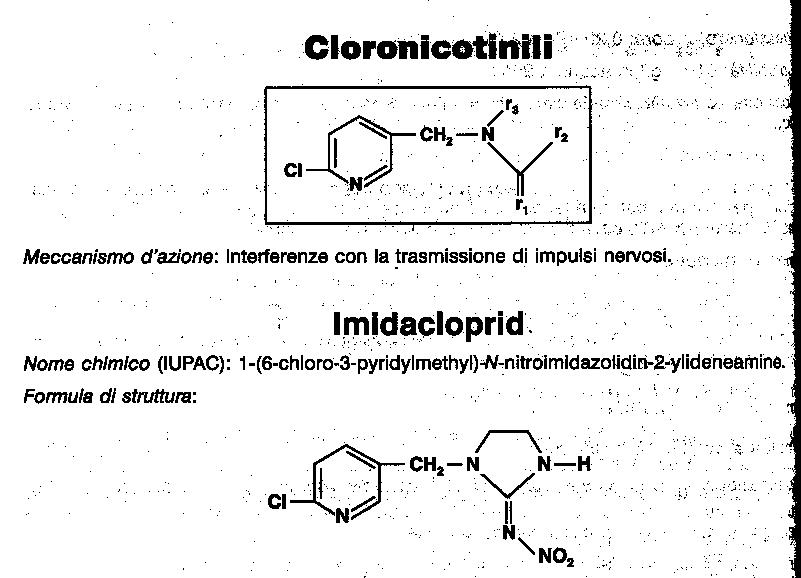 Cloronicotinili
r₃
CH₂ N r₂
Cl
N
r₁
Meccanismo d'azione: Interferenze con la trasmissione di impulsi nervosi.
Imidacloprid
Nome chimico (IUPAC): 1-(6-chloro-3-pyridylmethyl)-N-nitroimidazolidin-2-ylideneamine.
Formula di struttura:
CH₂ N N H
Cl
N N
NO₂